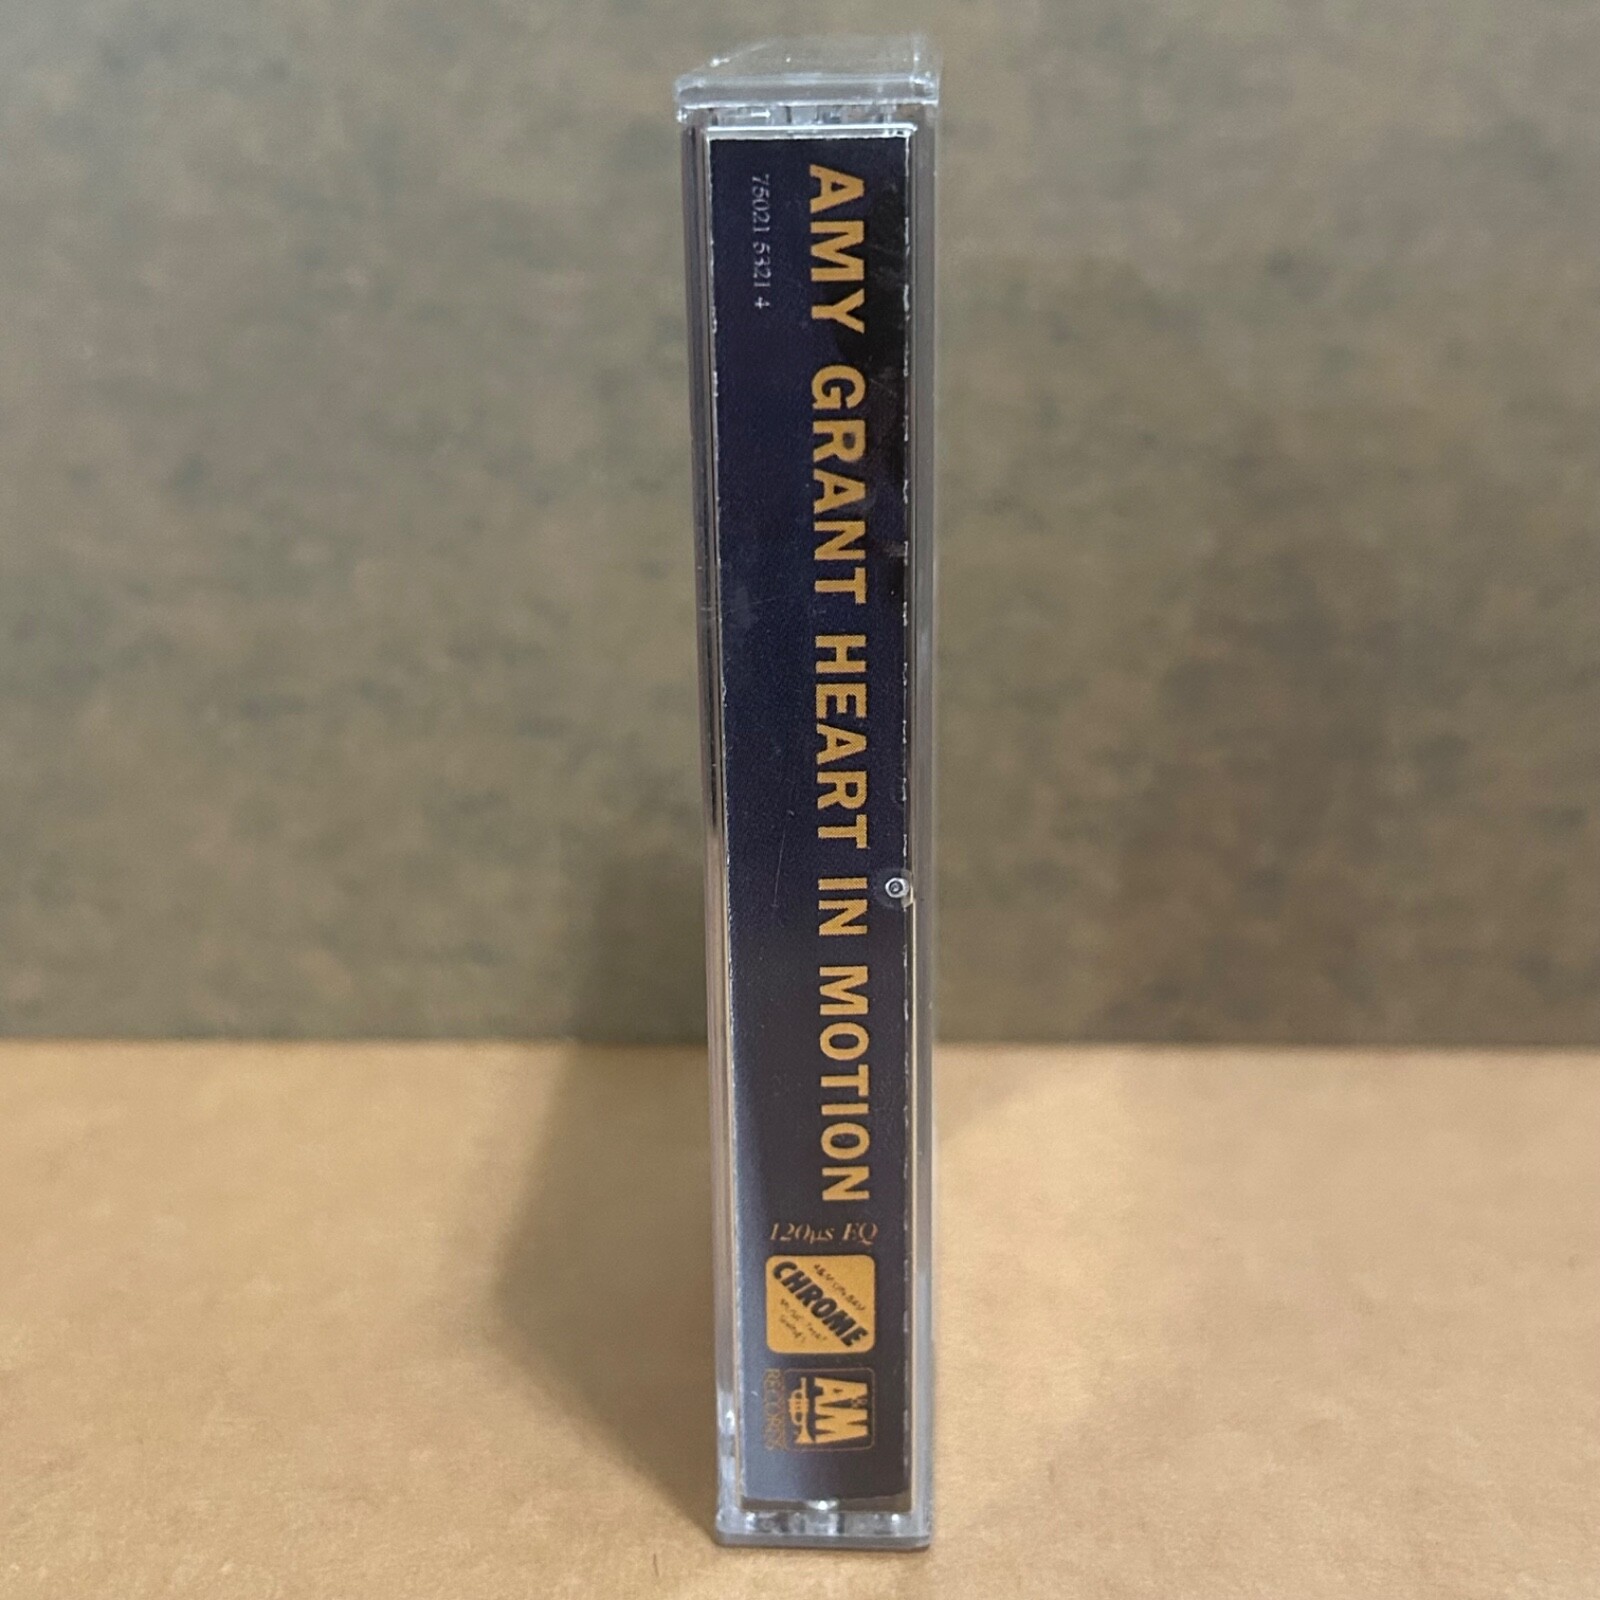 AMY GRANT HEART IN MOTION
75021 5321 4
120µs EQ
CHROME
A&M
RECORDS